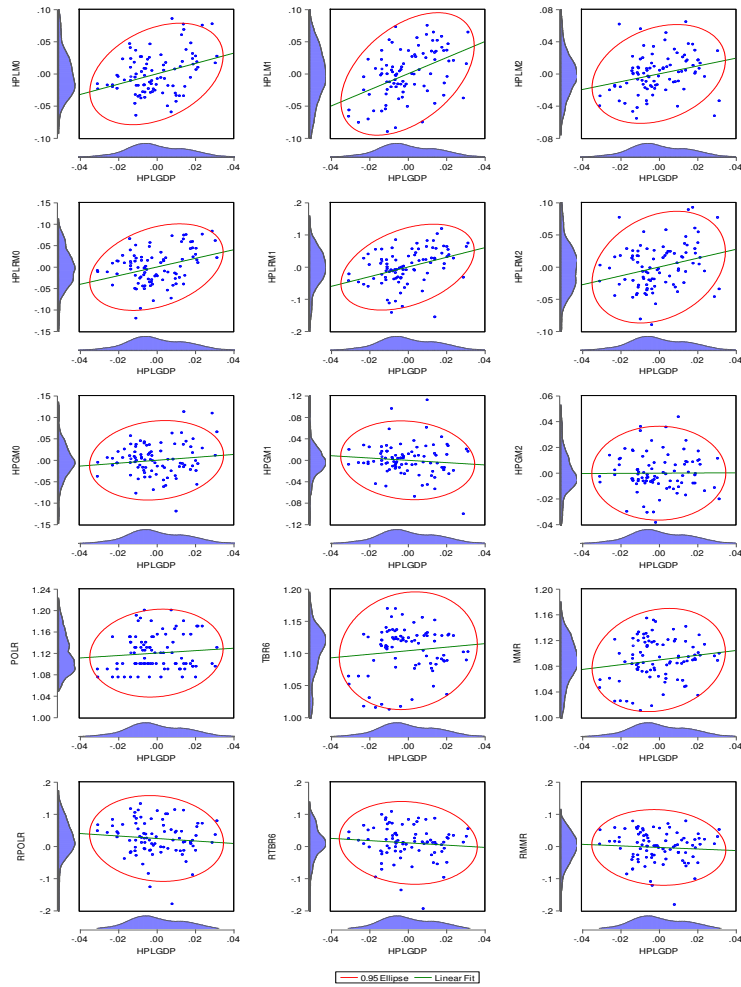 .10 .10 .08
.05 .05 .04
HPLM0 .00 HPLM1 .00 HPLM2 .00
-.05 -.05 -.04
-.10 -.10 -.08
-.04 -.02 .00 .02 .04 -.04 -.02 .00 .02 .04 -.04 -.02 .00 .02 .04
HPLGDP HPLGDP HPLGDP
.15 .2 .10
.10 .1 .05
.05
HPLRM0 .00 HPLRM1 .0 HPLRM2 .00
-.05
-.10 -.1 -.05
-.15 -.2 -.10
-.04 -.02 .00 .02 .04 -.04 -.02 .00 .02 .04 -.04 -.02 .00 .02 .04
HPLGDP HPLGDP HPLGDP
.15 .12 .06
.10 .08 .04
.05 .04 .02
HPGM0 .00 HPGM1 .00 HPGM2 .00
-.05 -.04
-.10 -.08 -.02
-.15 -.12 -.04
-.04 -.02 .00 .02 .04 -.04 -.02 .00 .02 .04 -.04 -.02 .00 .02 .04
HPLGDP HPLGDP HPLGDP
1.24 1.20 1.20
1.20 1.15 1.16
1.16
POLR 1.12 TBR6 1.10 MMR 1.12
1.08 1.08
1.04 1.05 1.04
1.00 1.00 1.00
-.04 -.02 .00 .02 .04 -.04 -.02 .00 .02 .04 -.04 -.02 .00 .02 .04
HPLGDP HPLGDP HPLGDP
.2 .2 .2
.1 .1 .1
RPOLR .0 RTBR6 .0 RMMR .0
-.1 -.1 -.1
-.2 -.2 -.2
-.04 -.02 .00 .02 .04 -.04 -.02 .00 .02 .04 -.04 -.02 .00 .02 .04
HPLGDP HPLGDP HPLGDP
0.95 Ellipse Linear Fit